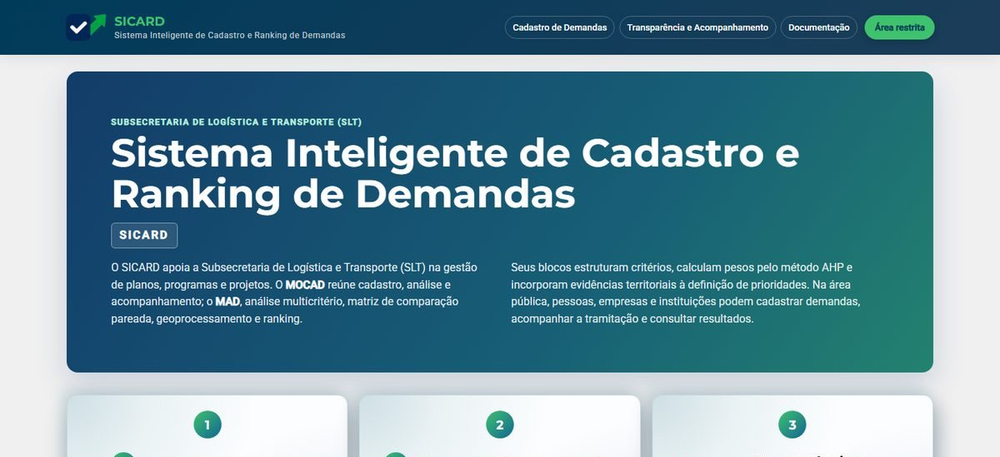 SICARD
Sistema Inteligente de Cadastro e Ranking de Demandas
Cadastro de Demandas
Transparência e Acompanhamento
Documentação
Área restrita
SUBSECRETARIA DE LOGÍSTICA E TRANSPORTE (SLT)
Sistema Inteligente de Cadastro e
Ranking de Demandas
SICARD
O SICARD apoia a Subsecretaria de Logística e Transporte (SLT) na gestão
de planos, programas e projetos. O MOCAD reúne cadastro, análise e
acompanhamento; o MAD, análise multicritério, matriz de comparação
pareada, geoprocessamento e ranking.
Seus blocos estruturam critérios, calculam pesos pelo método AHP e
incorporam evidências territoriais à definição de prioridades. Na área
pública, pessoas, empresas e instituições podem cadastrar demandas,
acompanhar a tramitação e consultar resultados.
1
2
3